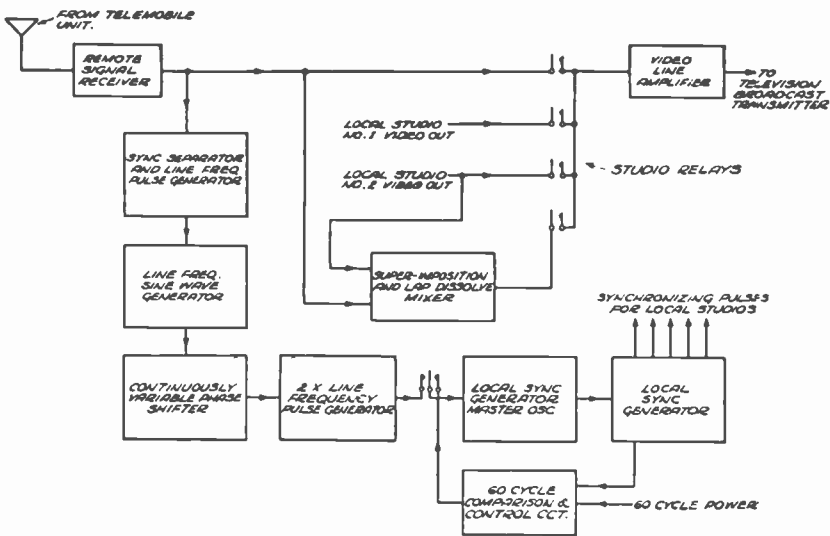 FROM TELEMOBILE
UNIT.
REMOTE
SIGNAL
RECEIVER
VIDEO
LINE
AMPLIFIER
TO
TELEVISION
BROADCAST
TRANSMITTER
LOCAL STUDIO
NO. 1 VIDEO OUT
SYNC SEPARATOR
AND LINE FREQ
PULSE GENERATOR
LOCAL STUDIO
NO. 2 VIDEO OUT
STUDIO RELAYS
LINE FREQ.
SINE WAVE
GENERATOR
SUPER-IMPOSITION
AND LAP DISSOLVE
MIXER
SYNCHRONIZING PULSES
FOR LOCAL STUDIOS
CONTINUOUSLY
VARIABLE PHASE
SHIFTER
2 X LINE
FREQUENCY
PULSE GENERATOR
LOCAL SYNC
GENERATOR
MASTER OSC.
LOCAL
SYNC
GENERATOR
60 CYCLE
COMPARISON &
CONTROL CCT.
60 CYCLE POWER